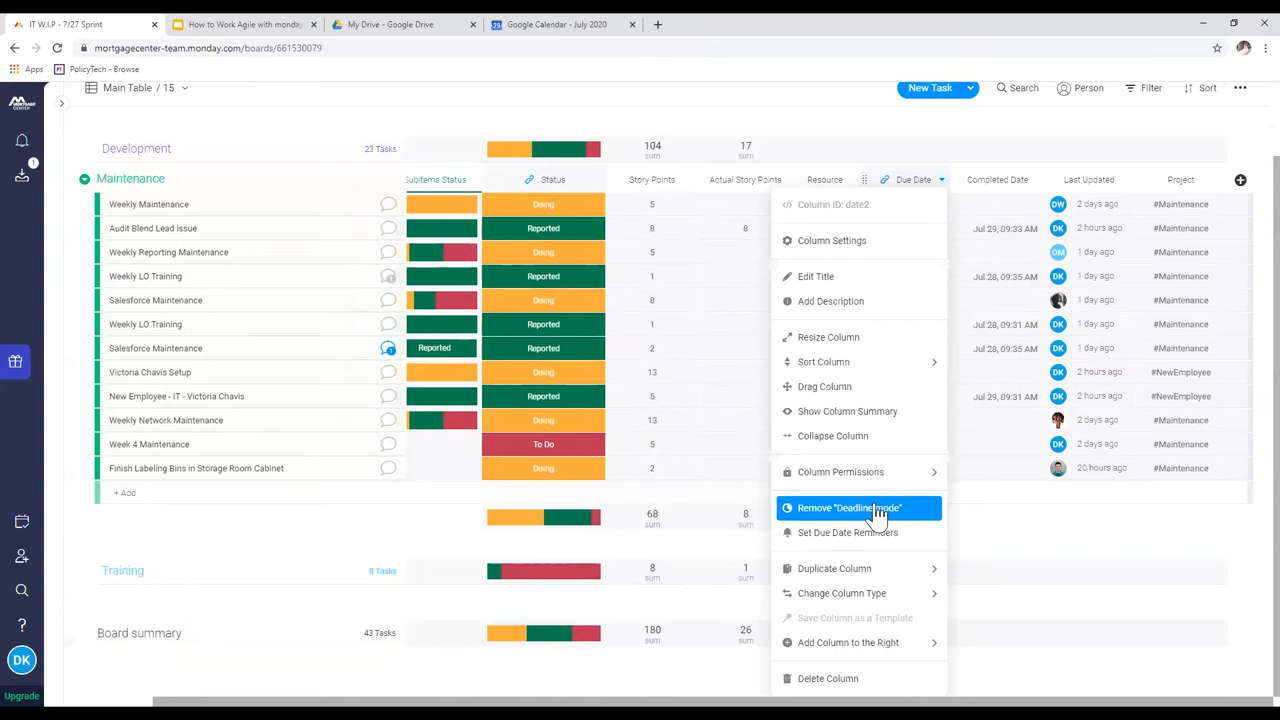 IT W.I.P - 7/27 Sprint
How to Work Agile with monda
My Drive - Google Drive
Google Calendar - July 2020
mortgagecenter-team.monday.com/boards/661530079
Apps
PolicyTech - Browse
Main Table / 15
New Task
Search
Person
Filter
Sort
Development
23 Tasks
104
sum
17
sum
Maintenance
Subitems Status
Status
Story Points
Actual Story Points
Resource
Due Date
Completed Date
Last Updated
Project
Weekly Maintenance
Doing
5
DW
2 days ago
#Maintenance
Audit Blend Lead issue
Reported
8
8
Jul 29, 09:33 AM
DK
2 hours ago
#Maintenance
Weekly Reporting Maintenance
Doing
5
OM
1 day ago
#Maintenance
Weekly LO Training
Reported
1
Jul 28, 09:35 AM
DK
1 day ago
#Maintenance
Salesforce Maintenance
Doing
8
1 day ago
#Maintenance
Weekly LO Training
Reported
1
Jul 28, 09:31 AM
DK
1 day ago
#Maintenance
Salesforce Maintenance
Reported
Reported
2
Jul 28, 09:35 AM
DK
1 day ago
#Maintenance
Victoria Chavis Setup
Doing
13
DK
2 hours ago
#NewEmployee
New Employee - IT - Victoria Chavis
Reported
5
Jul 29, 09:31 AM
DK
2 hours ago
#NewEmployee
Weekly Network Maintenance
Doing
13
2 days ago
#Maintenance
Week 4 Maintenance
To Do
5
DK
2 days ago
#Maintenance
Finish Labeling Bins in Storage Room Cabinet
Doing
2
20 hours ago
#Maintenance
+ Add
68
sum
8
sum
Training
8 Tasks
8
sum
1
sum
Board summary
43 Tasks
180
sum
26
sum
Column ID: date2
Column Settings
Edit Title
Add Description
Resize Column
Sort Column
Drag Column
Show Column Summary
Collapse Column
Column Permissions
Remove "Deadline mode"
Set Due Date Reminders
Duplicate Column
Change Column Type
Save Column as a Template
Add Column to the Right
Delete Column
1
DK
Upgrade